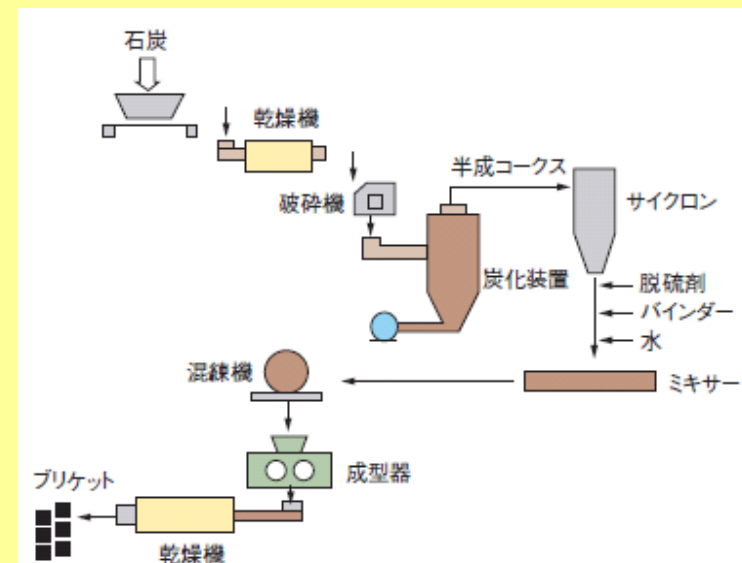 石炭
乾燥機
破砕機
半成コークス
サイクロン
炭化装置
脱硫剤
バインダー
水
ミキサー
混練機
成型器
ブリケット
乾燥機